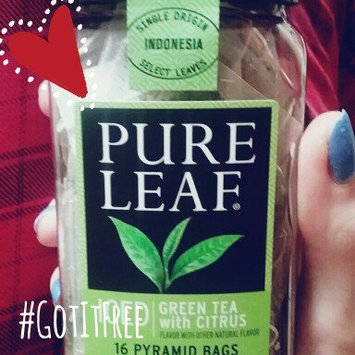 SINGLE ORIGIN
INDONESIA
SELECT LEAVES
PURE
LEAF®
ICED
GREEN TEA
with CITRUS
FLAVOR WITH OTHER NATURAL FLAVOR
16 PYRAMID BAGS
#GOTITFREE